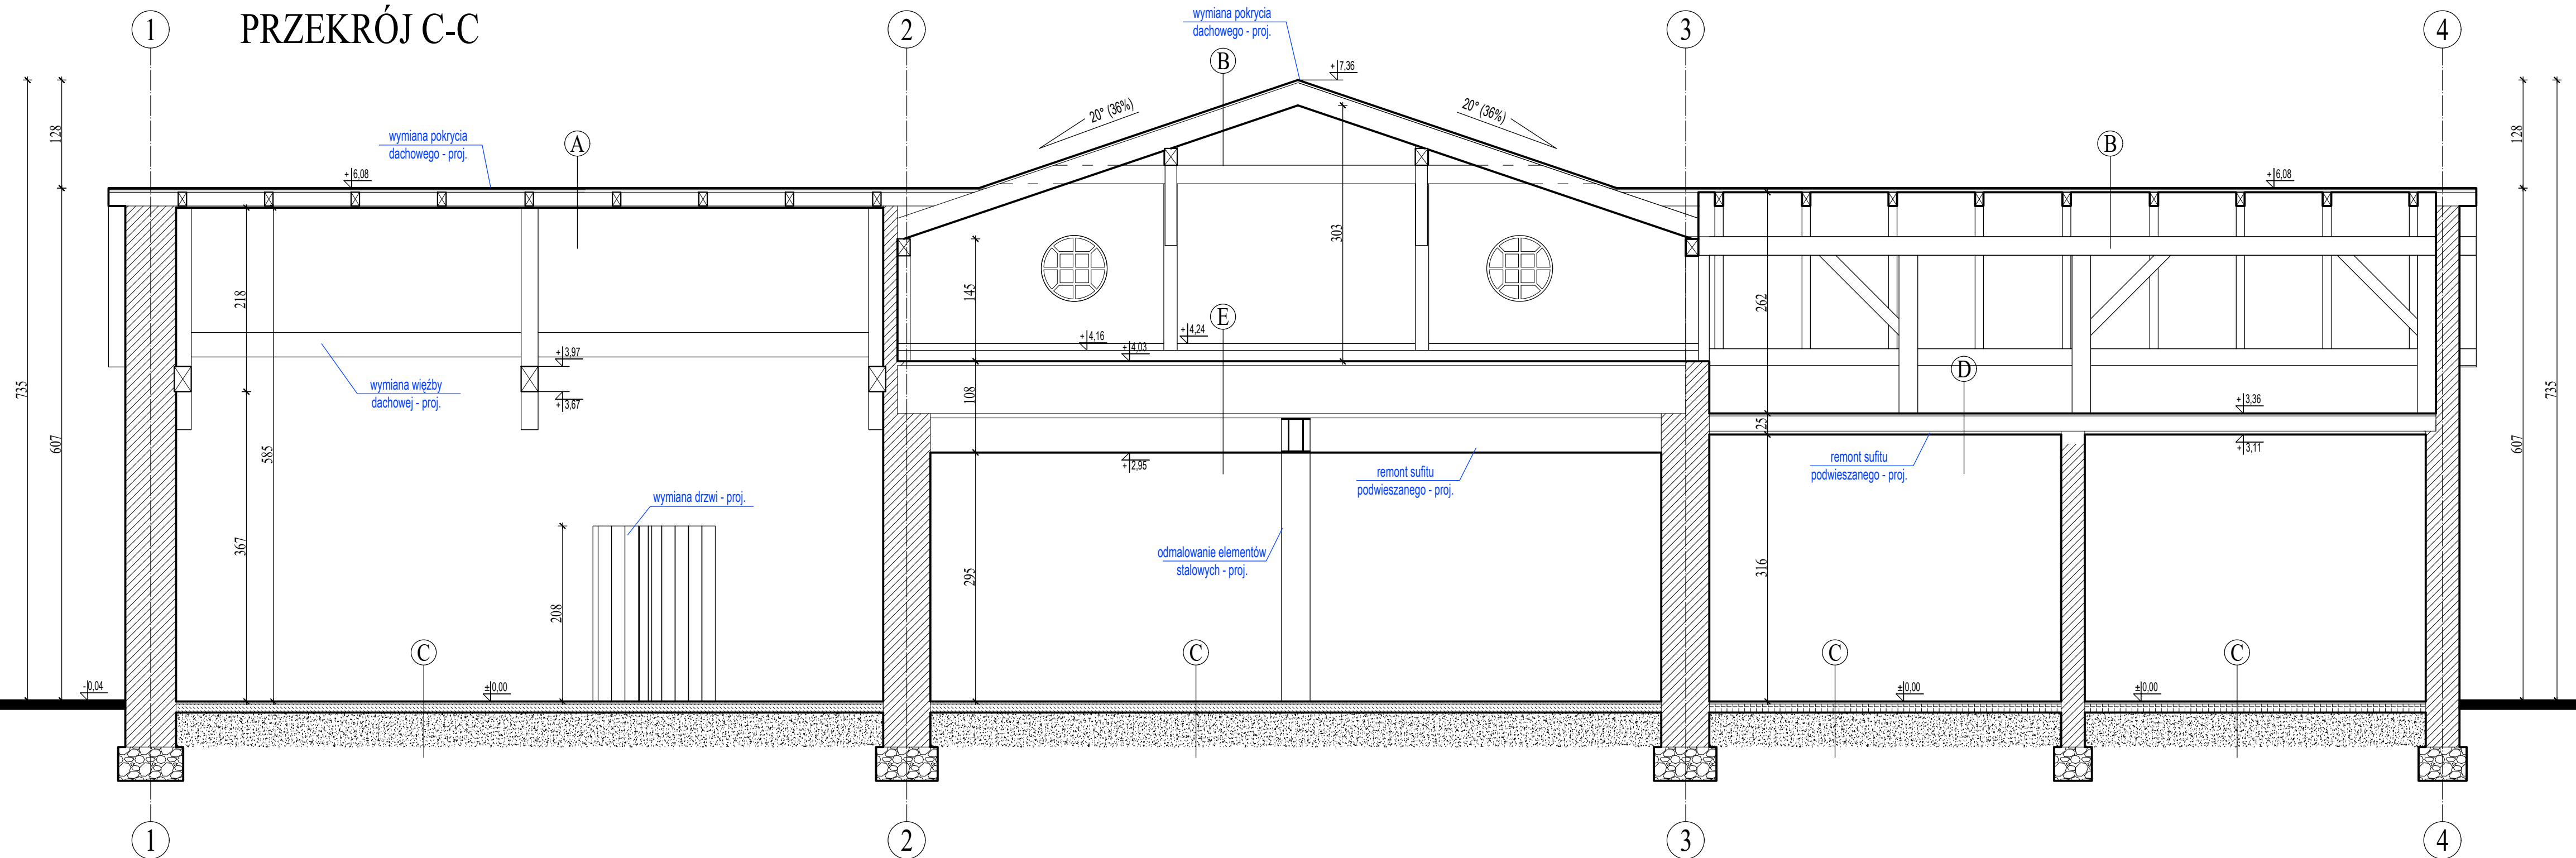 PRZEKRÓJ C-C
1
2
3
4
wymiana pokrycia
dachowego - proj.
B
+7,36
20° (36%)
20° (36%)
128
128
wymiana pokrycia
dachowego - proj.
A
B
+6,08
+6,08
735
607
218
585
145
303
262
607
735
E
+4,16
+4,24
+4,03
+3,97
+3,67
wymiana więźby
dachowej - proj.
D
108
25
+3,36
+3,11
+2,95
remont sufitu
podwieszanego - proj.
remont sufitu
podwieszanego - proj.
wymiana drzwi - proj.
odmalowanie elementów
stalowych - proj.
367
208
295
316
C
C
C
C
-0,04
±0,00
±0,00
±0,00
1
2
3
4